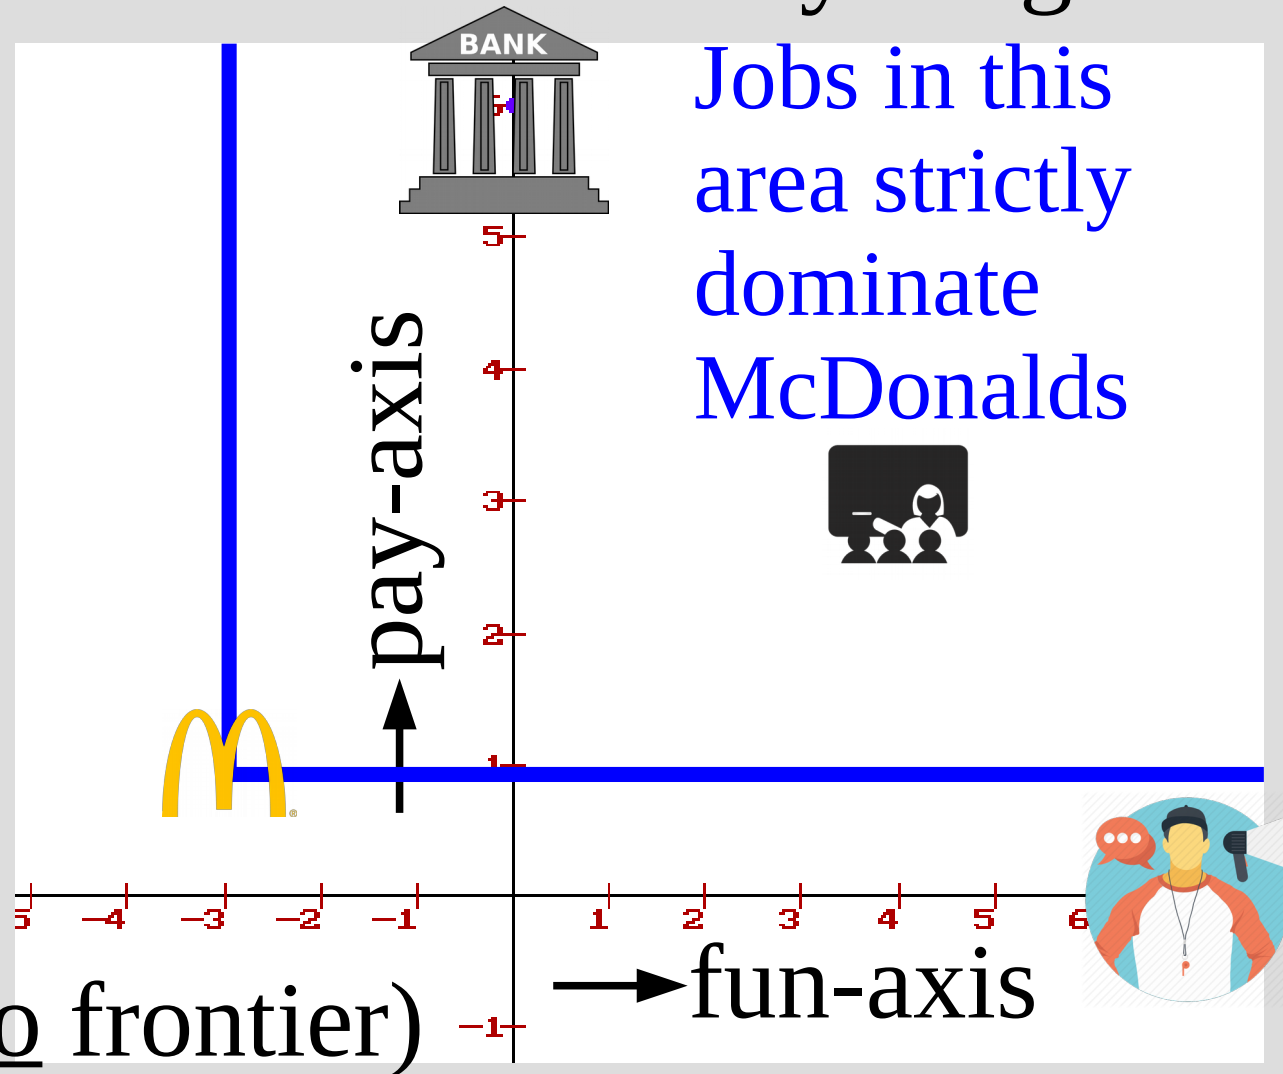 BANK
Jobs in this
area strictly
dominate
McDonalds
5
4
3
2
1
pay-axis
®
5 -4 -3 -2 -1 1 2 3 4 5 6
fun-axis
frontier)
-1